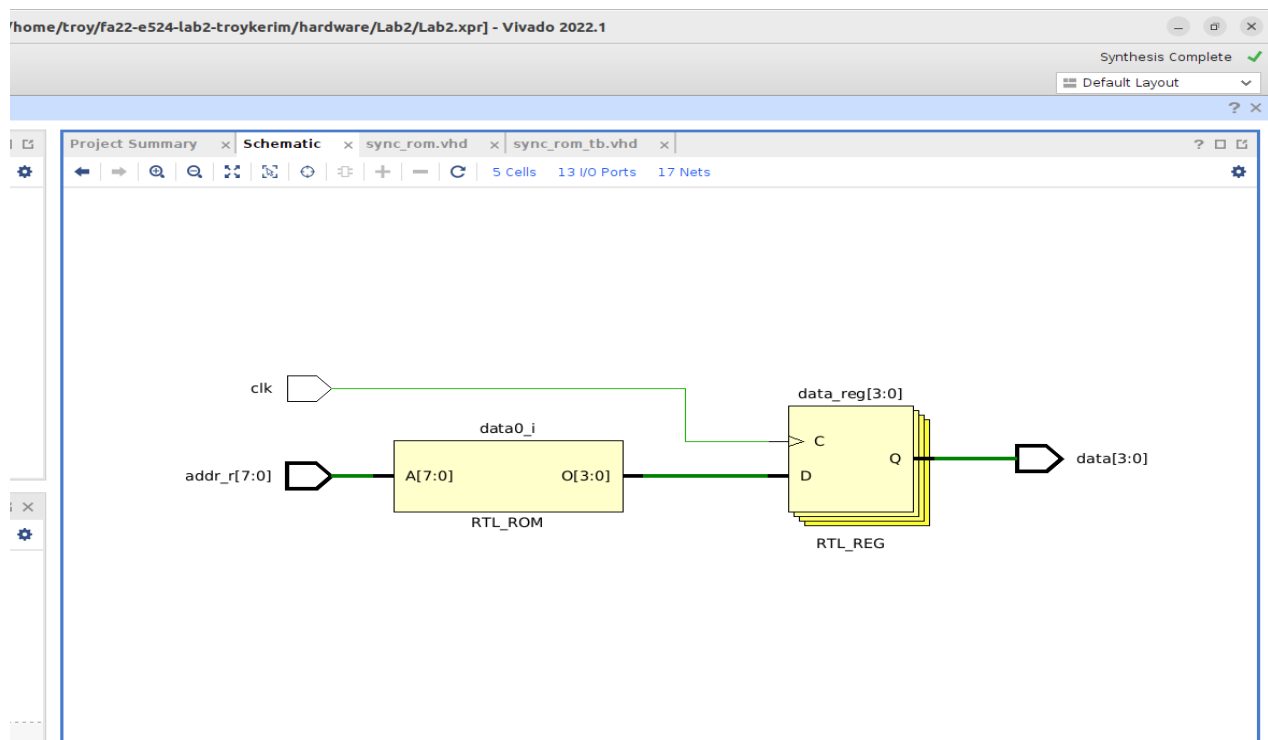 /home/troy/fa22-e524-lab2-troykerim/hardware/Lab2/Lab2.xpr] - Vivado 2022.1
Synthesis Complete
Default Layout
Project Summary
Schematic
sync_rom.vhd
sync_rom_tb.vhd
5 Cells
13 I/O Ports
17 Nets
clk
data_reg[3:0]
data0_i
C
Q
data[3:0]
addr_r[7:0]
A[7:0]
O[3:0]
D
RTL_ROM
RTL_REG